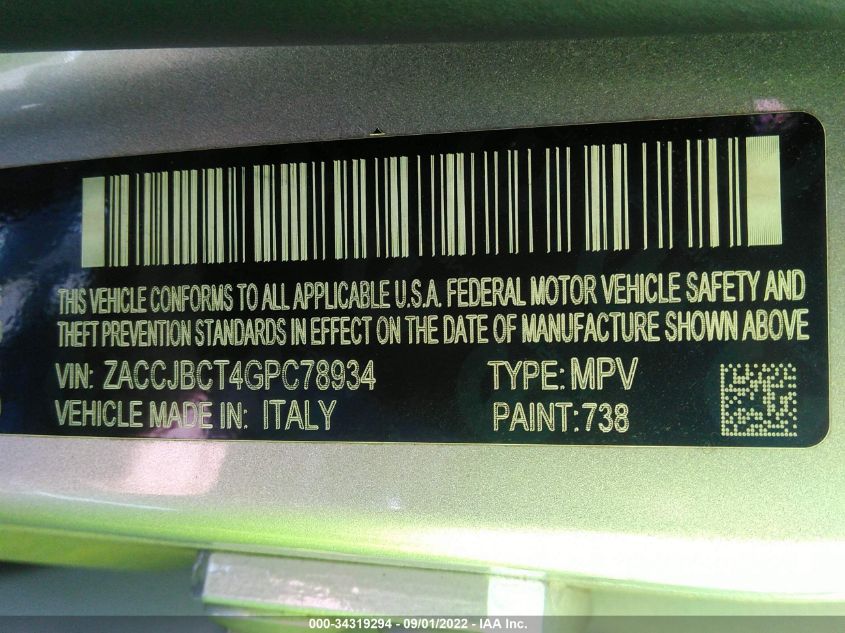 THIS VEHICLE CONFORMS TO ALL APPLICABLE U.S.A. FEDERAL MOTOR VEHICLE SAFETY AND
THEFT PREVENTION STANDARDS IN EFFECT ON THE DATE OF MANUFACTURE SHOWN ABOVE
VIN: ZACCJBCT4GPC78934 TYPE: MPV
VEHICLE MADE IN: ITALY PAINT:738
000-34319294 - 09/01/2022 - IAA Inc.